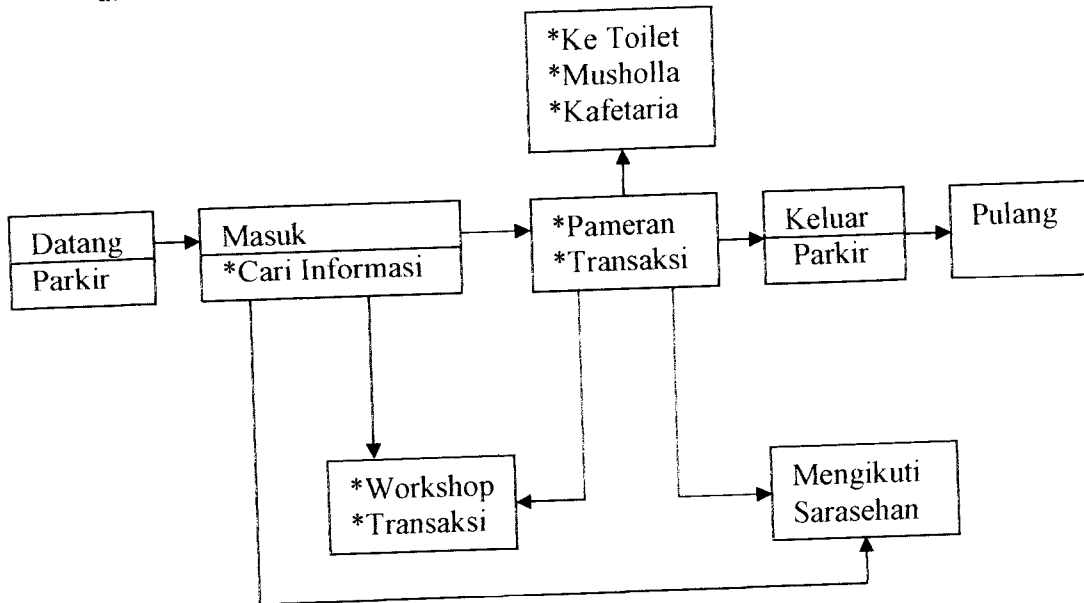 *Ke Toilet
*Musholla
*Kafetaria
Datang
Parkir
Masuk
*Cari Informasi
*Pameran
*Transaksi
Keluar
Parkir
Pulang
*Workshop
*Transaksi
Mengikuti
Sarasehan